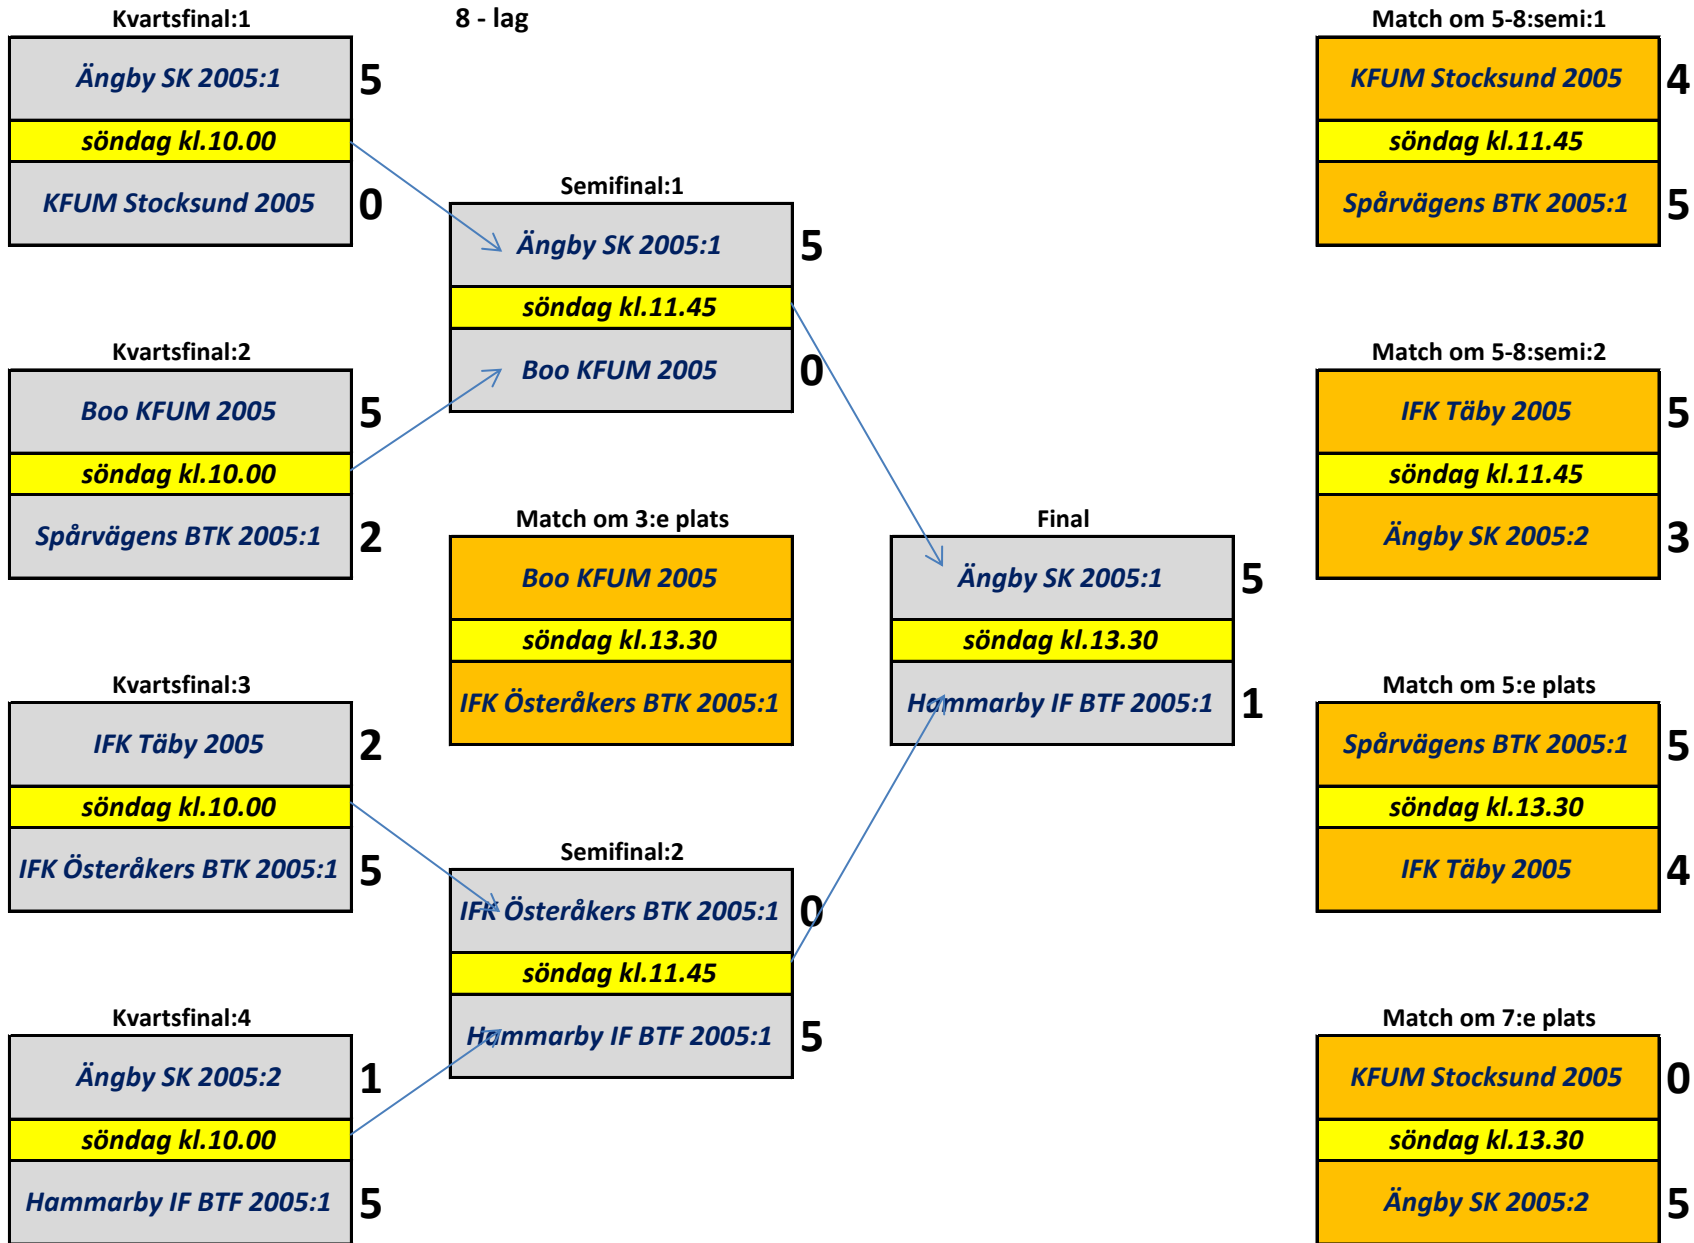 Kvartsfinal:1
Ängby SK 2005:1 5
söndag kl.10.00
KFUM Stocksund 2005 0
Kvartsfinal:2
Boo KFUM 2005 5
söndag kl.10.00
Spårvägens BTK 2005:1 2
Kvartsfinal:3
IFK Täby 2005 2
söndag kl.10.00
IFK Österåkers BTK 2005:1 5
Kvartsfinal:4
Ängby SK 2005:2 1
söndag kl.10.00
Hammarby IF BTF 2005:1 5
8 - lag
Semifinal:1
Ängby SK 2005:1 5
söndag kl.11.45
Boo KFUM 2005 0
Match om 3:e plats
Boo KFUM 2005
söndag kl.13.30
IFK Österåkers BTK 2005:1
Semifinal:2
IFK Österåkers BTK 2005:1 0
söndag kl.11.45
Hammarby IF BTF 2005:1 5
Final
Ängby SK 2005:1 5
söndag kl.13.30
Hammarby IF BTF 2005:1 1
Match om 5-8:semi:1
KFUM Stocksund 2005 4
söndag kl.11.45
Spårvägens BTK 2005:1 5
Match om 5-8:semi:2
IFK Täby 2005 5
söndag kl.11.45
Ängby SK 2005:2 3
Match om 5:e plats
Spårvägens BTK 2005:1 5
söndag kl.13.30
IFK Täby 2005 4
Match om 7:e plats
KFUM Stocksund 2005 0
söndag kl.13.30
Ängby SK 2005:2 5